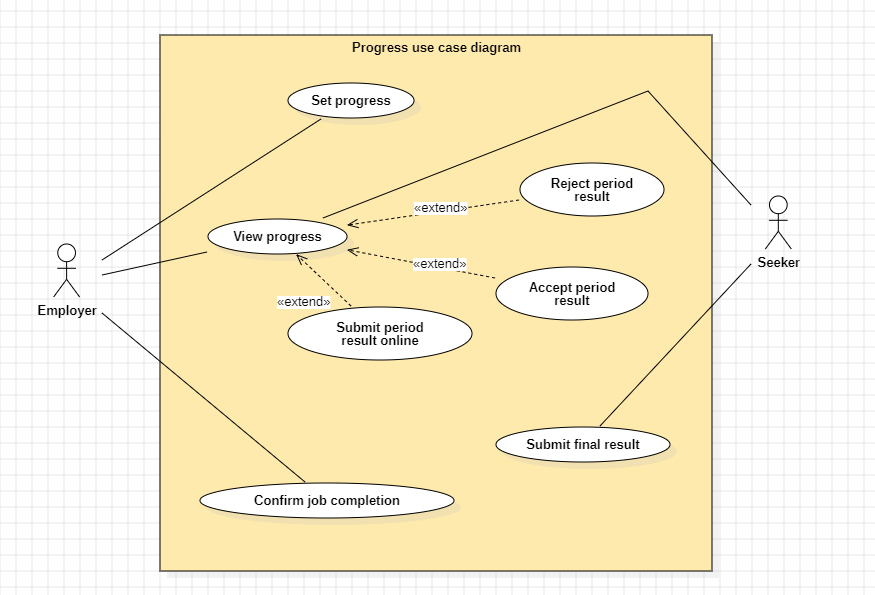 Progress use case diagram
Set progress
Reject period
result
«extend»
View progress
«extend»
Accept period
result
«extend»
Submit period
result online
Employer
Seeker
Submit final result
Confirm job completion